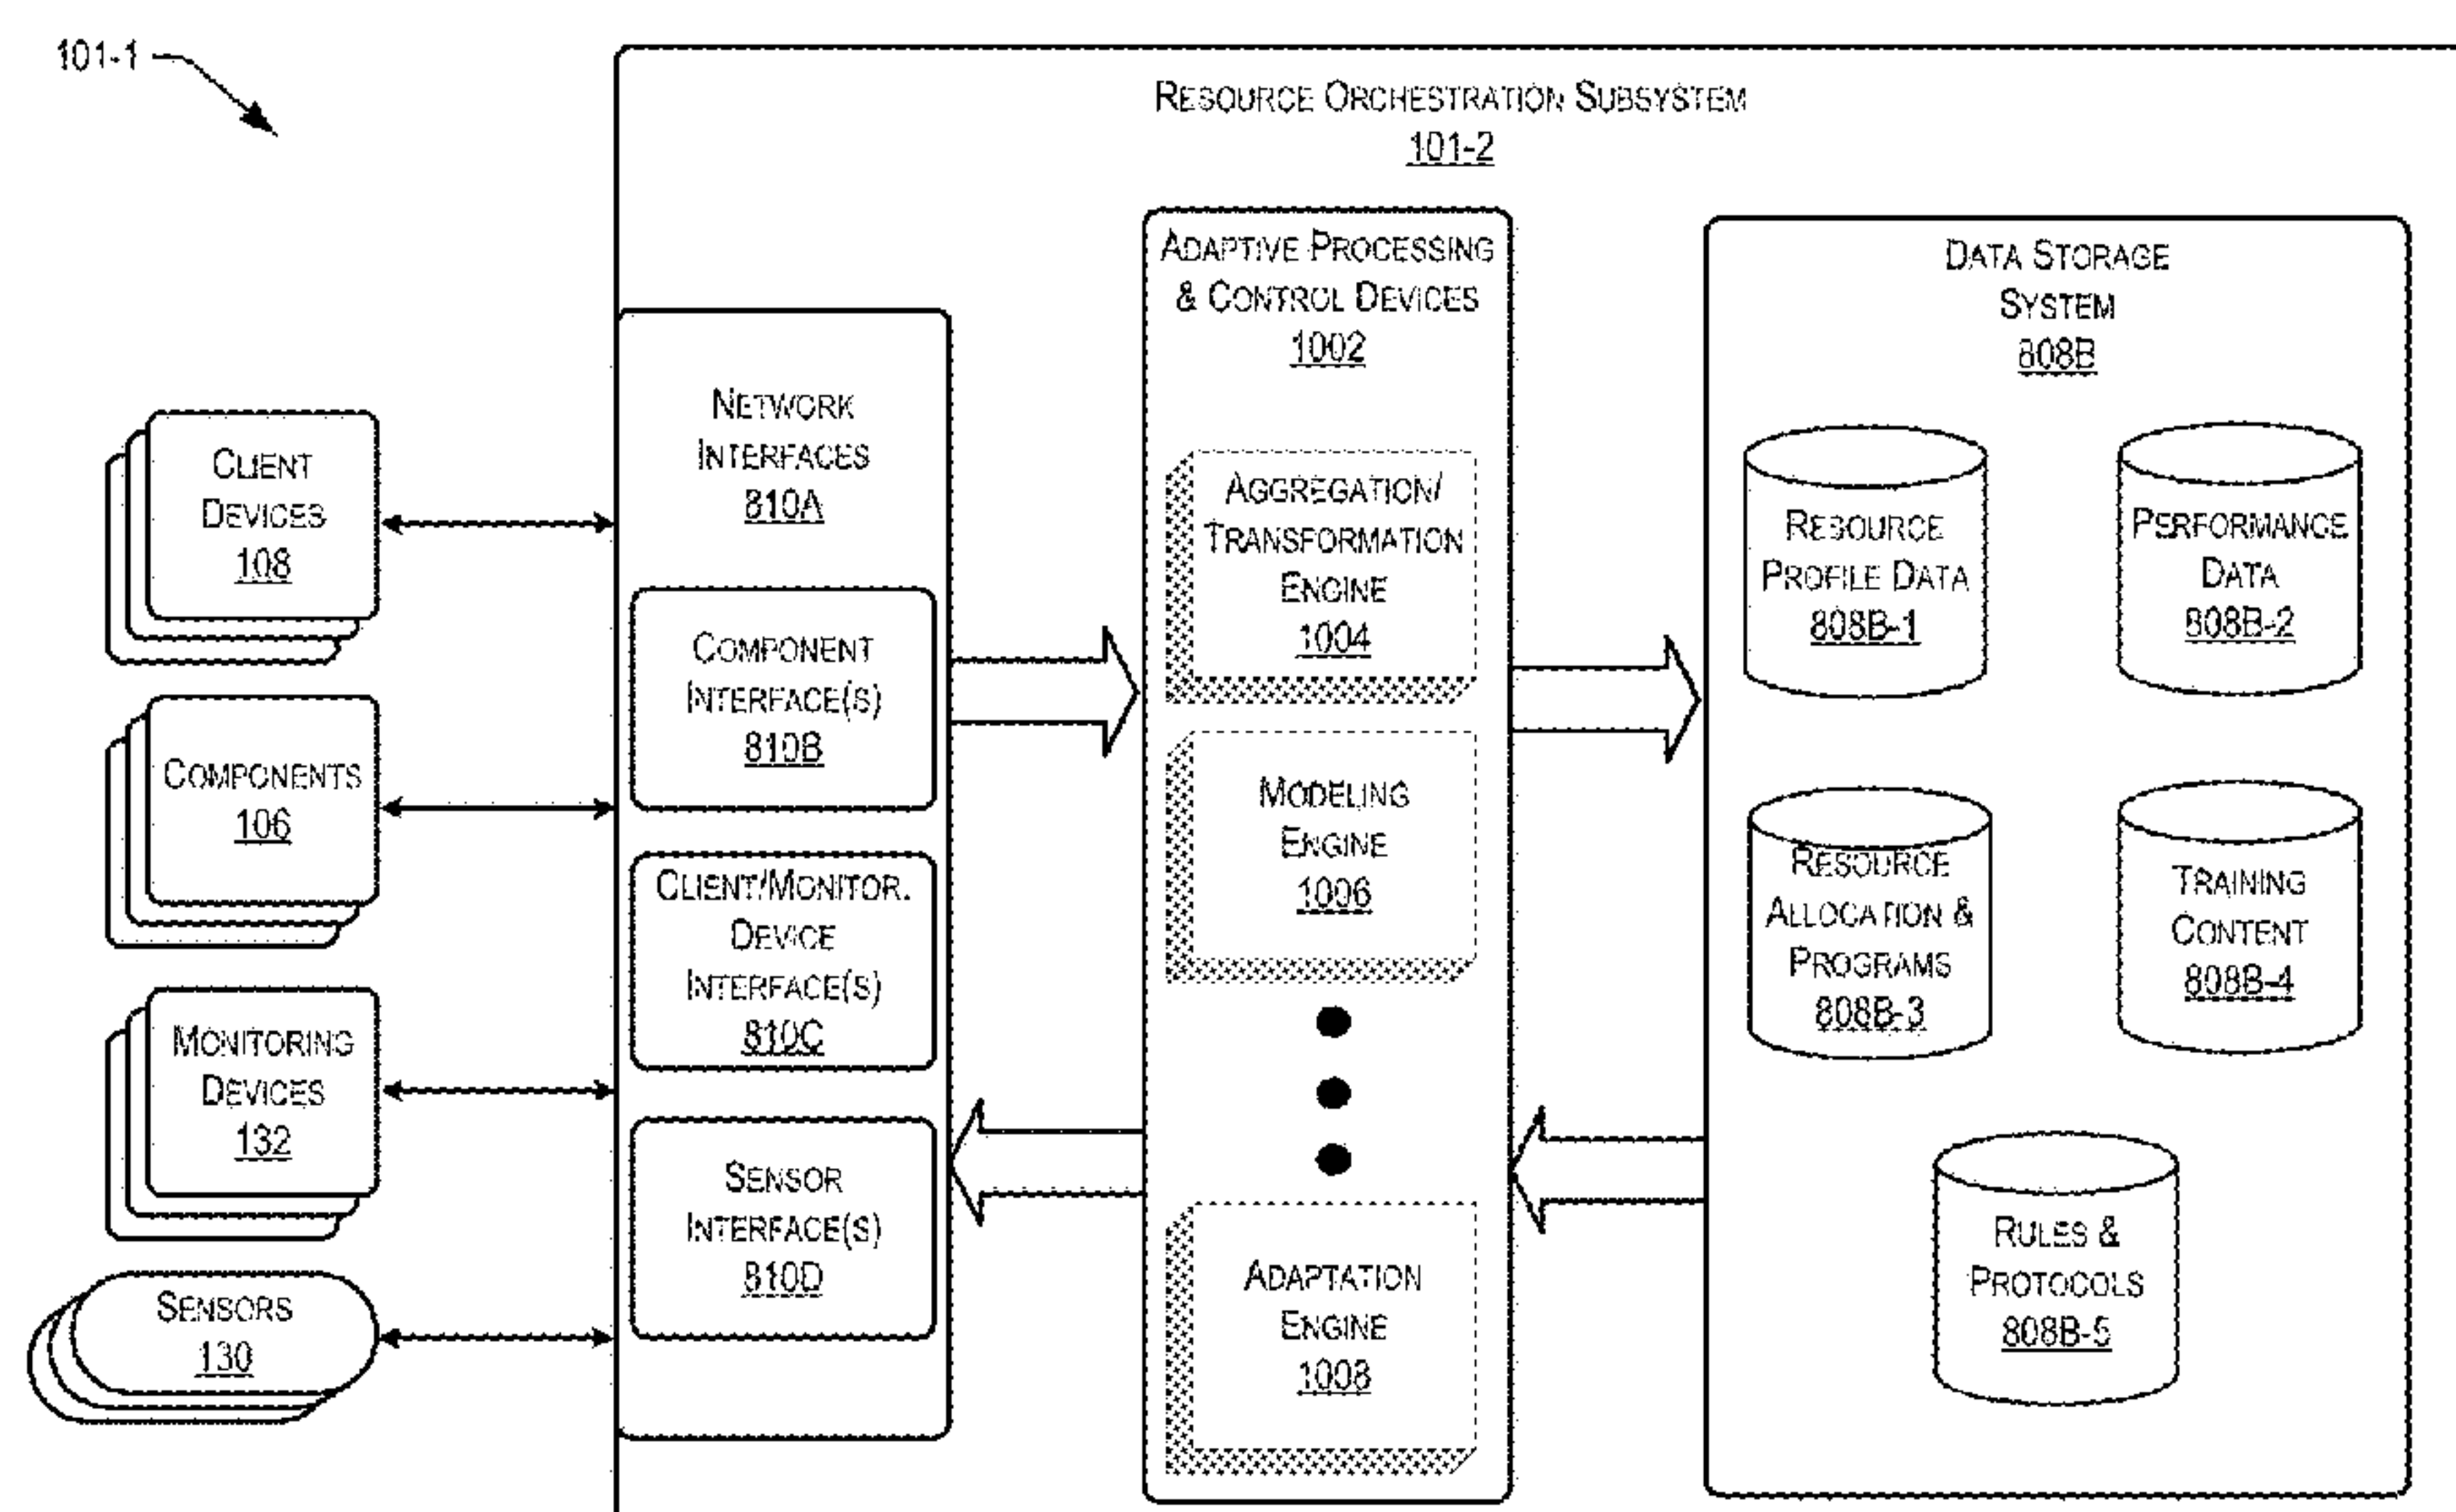 101-1
RESOURCE ORCHESTRATION SUBSYSTEM
101-2
CLIENT
DEVICES
108
COMPONENTS
106
MONITORING
DEVICES
132
SENSORS
130
NETWORK
INTERFACES
810A
COMPONENT
INTERFACE(S)
810B
CLIENT/MONITOR.
DEVICE
INTERFACE(S)
810C
SENSOR
INTERFACE(S)
810D
ADAPTIVE PROCESSING
& CONTROL DEVICES
1002
AGGREGATION/
TRANSFORMATION
ENGINE
1004
MODELING
ENGINE
1006
ADAPTATION
ENGINE
1008
DATA STORAGE
SYSTEM
808B
RESOURCE
PROFILE DATA
808B-1
PERFORMANCE
DATA
808B-2
RESOURCE
ALLOCATION &
PROGRAMS
808B-3
TRAINING
CONTENT
808B-4
RULES &
PROTOCOLS
808B-5